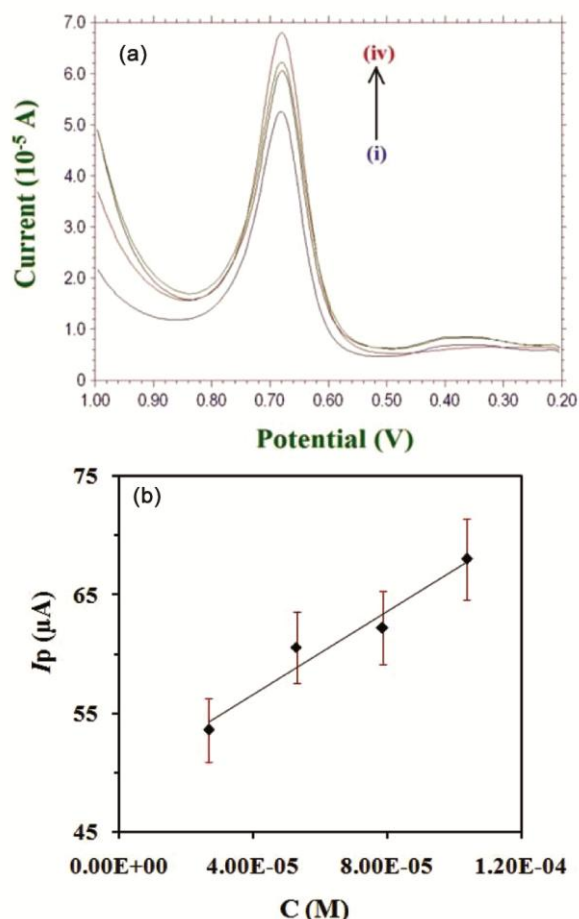 (a)
(iv)
(i)
7.0
6.0
5.0
4.0
3.0
2.0
1.0
0
Current (10⁻⁵ A)
1.00 0.90 0.80 0.70 0.60 0.50 0.40 0.30 0.20
Potential (V)
(b)
75
65
55
45
Ip (µA)
0.00E+00 4.00E-05 8.00E-05 1.20E-04
C (M)